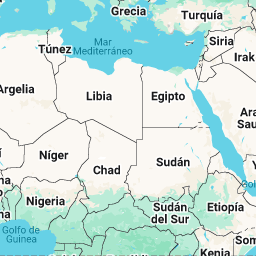 Grecia
Turquía
Túnez
Mar
Mediterráneo
Siria
Irak
Argelia
Libia
Egipto
Ara
Sau
Níger
Chad
Sudán
Nigeria
Sudán
del Sur
Etiopía
Golfo de
Guinea
Kenia
Som